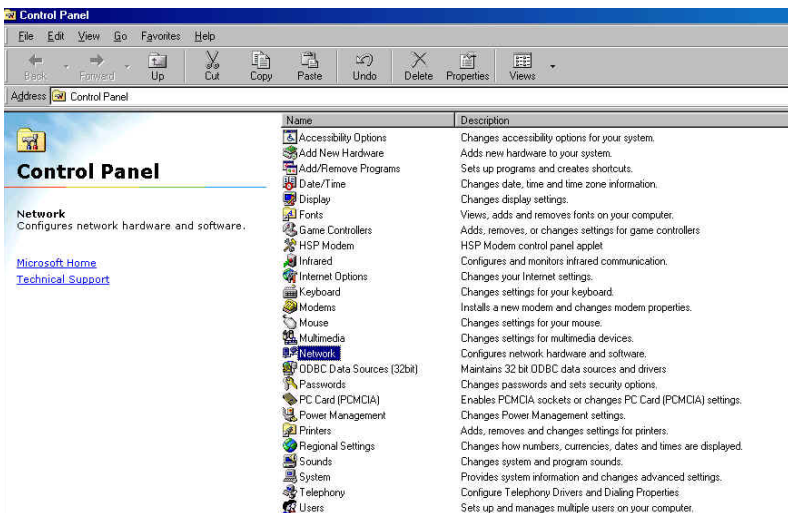 Control Panel
File Edit View Go Favorites Help
Back Forward Up Cut Copy Paste Undo Delete Properties Views
Address Control Panel
Control Panel
Network
Configures network hardware and software.
Microsoft Home
Technical Support
Name Description
Accessibility Options Changes accessibility options for your system.
Add New Hardware Adds new hardware to your system.
Add/Remove Programs Sets up programs and creates shortcuts.
Date/Time Changes date, time and time zone information.
Display Changes display settings.
Fonts Views, adds and removes fonts on your computer.
Game Controllers Adds, removes, or changes settings for game controllers
HSP Modem HSP Modem control panel applet
Infrared Configures and monitors infrared communication.
Internet Options Changes your Internet settings.
Keyboard Changes settings for your keyboard.
Modems Installs a new modem and changes modem properties.
Mouse Changes settings for your mouse.
Multimedia Changes settings for multimedia devices.
Network Configures network hardware and software.
ODBC Data Sources (32bit) Maintains 32 bit ODBC data sources and drivers
Passwords Changes passwords and sets security options.
PC Card (PCMCIA) Enables PCMCIA sockets or changes PC Card (PCMCIA) settings.
Power Management Changes Power Management settings.
Printers Adds, removes and changes settings for printers.
Regional Settings Changes how numbers, currencies, dates and times are displayed.
Sounds Changes system and program sounds.
System Provides system information and changes advanced settings.
Telephony Configure Telephony Drivers and Dialing Properties
Users Sets up and manages multiple users on your computer.